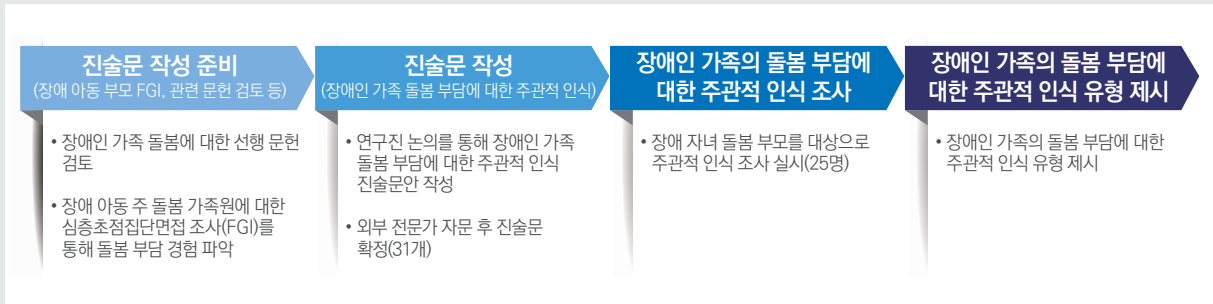 진술문 작성 준비
(장애 아동 부모 FGI, 관련 문헌 검토 등)
• 장애인 가족 돌봄에 대한 선행 문헌
검토
• 장애 아동 주 돌봄 가족원에 대한
심층초점집단면접 조사(FGI)를
통해 돌봄 부담 경험 파악
진술문 작성
(장애인 가족 돌봄 부담에 대한 주관적 인식)
• 연구진 논의를 통해 장애인 가족
돌봄 부담에 대한 주관적 인식
진술문안 작성
• 외부 전문가 자문 후 진술문
확정(31개)
장애인 가족의 돌봄 부담에
대한 주관적 인식 조사
• 장애 자녀 돌봄 부모를 대상으로
주관적 인식 조사 실시(25명)
장애인 가족의 돌봄 부담에
대한 주관적 인식 유형 제시
• 장애인 가족의 돌봄 부담에 대한
주관적 인식 유형 제시